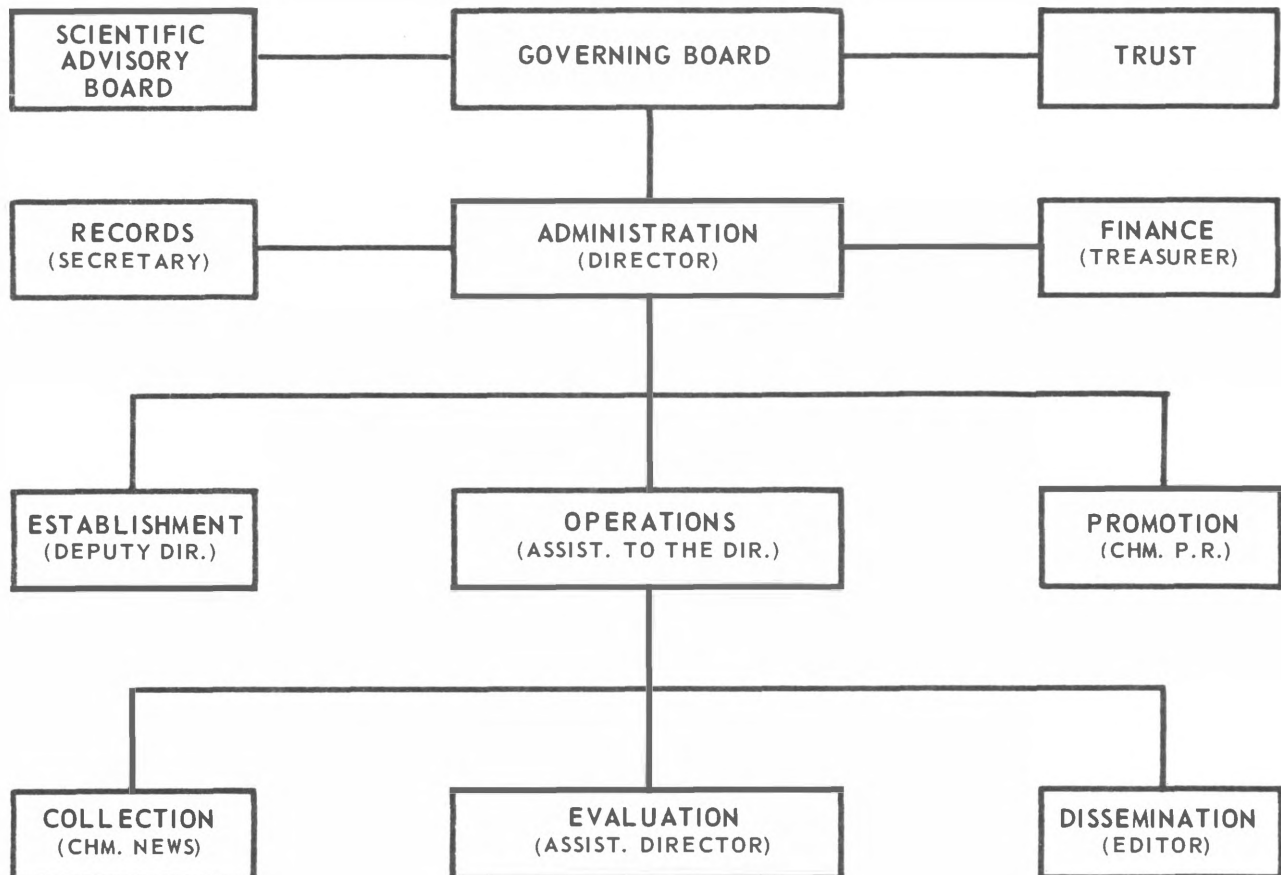 SCIENTIFIC
ADVISORY
BOARD
GOVERNING BOARD
TRUST
RECORDS
(SECRETARY)
ADMINISTRATION
(DIRECTOR)
FINANCE
(TREASURER)
ESTABLISHMENT
(DEPUTY DIR.)
OPERATIONS
(ASSIST. TO THE DIR.)
PROMOTION
(CHM. P.R.)
COLLECTION
(CHM. NEWS)
EVALUATION
(ASSIST. DIRECTOR)
DISSEMINATION
(EDITOR)